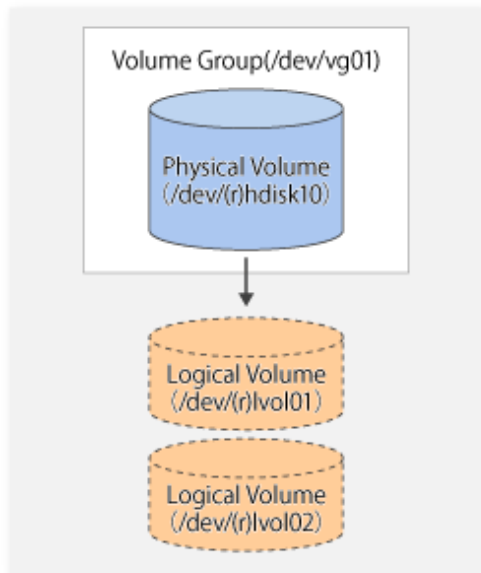 Volume Group(/dev/vg01)
Physical Volume
(/dev/(r)hdisk10)
Logical Volume
(/dev/(r)lvol01)
Logical Volume
(/dev/(r)lvol02)